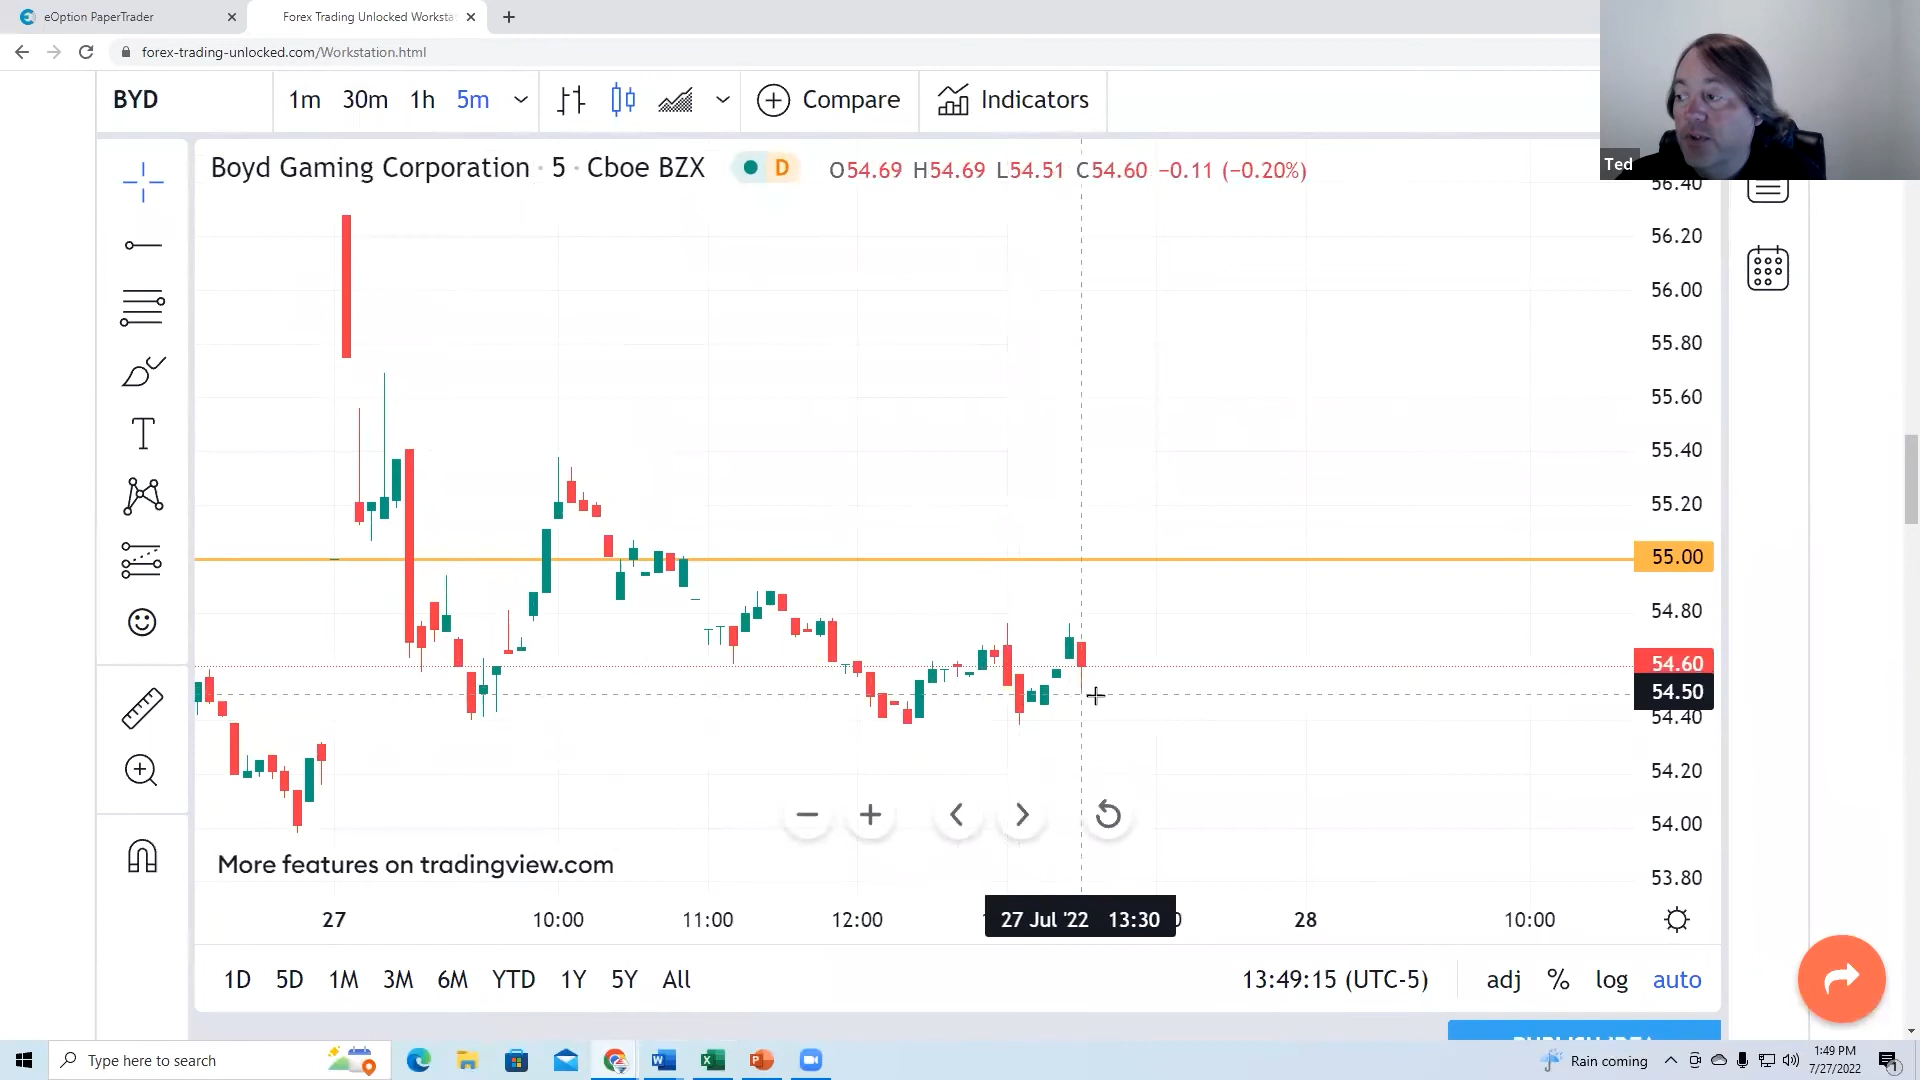 eOption PaperTrader
Forex Trading Unlocked Worksta
forex-trading-unlocked.com/Workstation.html
BYD
1m 30m 1h 5m
Compare
Indicators
Boyd Gaming Corporation · 5 · Cboe BZX
D
O54.69 H54.69 L54.51 C54.60 −0.11 (−0.20%)
Ted
56.40
56.20
56.00
55.80
55.60
55.40
55.20
55.00
54.80
54.60
54.50
54.40
54.20
54.00
53.80
More features on tradingview.com
27 10:00 11:00 12:00 27 Jul '22 13:30 28 10:00
1D 5D 1M 3M 6M YTD 1Y 5Y All
13:49:15 (UTC-5)
adj % log auto
Type here to search
Rain coming
1:49 PM
7/27/2022
1